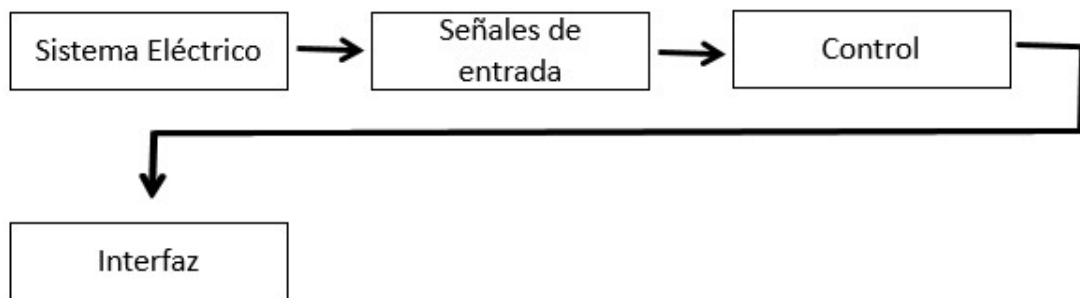 Sistema Eléctrico
Señales de
entrada
Control
Interfaz